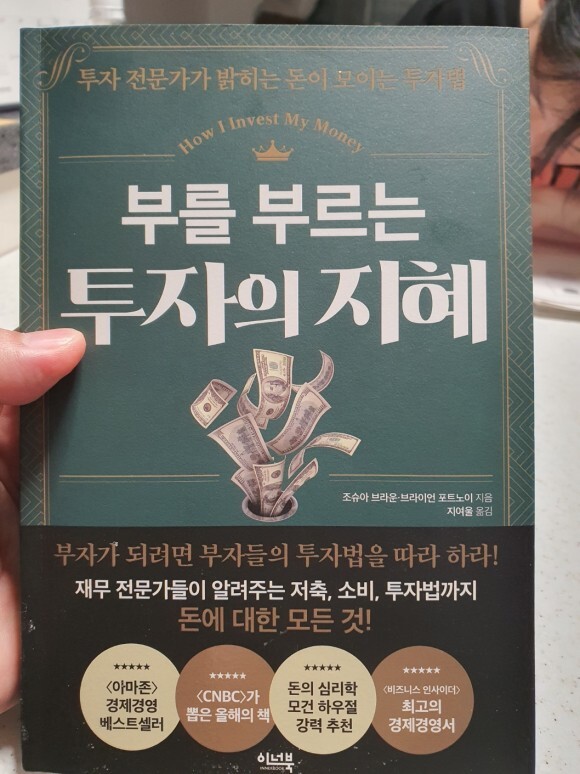 투자 전문가가 밝히는 돈이 모이는 투자법
How I Invest My Money
부를 부르는
투자의 지혜
조슈아 브라운·브라이언 포트노이 지음
지여울 옮김
부자가 되려면 부자들의 투자법을 따라 하라!
재무 전문가들이 알려주는 저축, 소비, 투자법까지
돈에 대한 모든 것!
★★★★★
〈아마존〉
경제경영
베스트셀러
★★★★★
〈CNBC〉가
뽑은 올해의 책
★★★★★
돈의 심리학
모건 하우절
강력 추천
★★★★★
〈비즈니스 인사이더〉
최고의
경제경영서
이너북
INNERBOOK